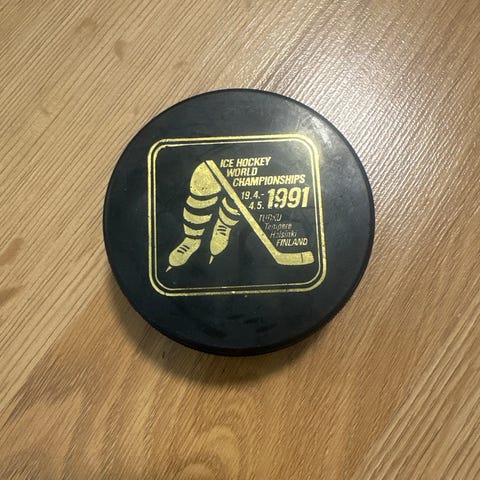 ICE HOCKEY
WORLD
CHAMPIONSHIPS
19.4.- 1991
4.5.
TURKU
Tampere
Helsinki
FINLAND